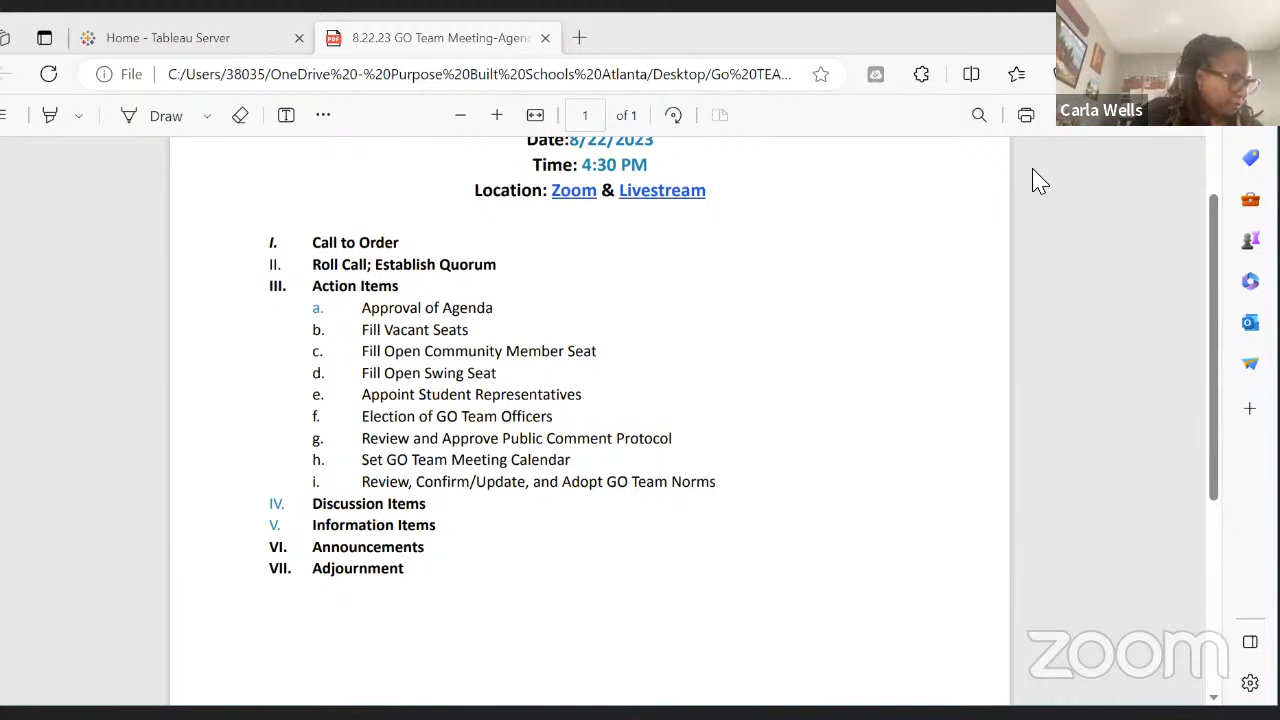 Home - Tableau Server
8.22.23 GO Team Meeting-Agen
File
C:/Users/38035/OneDrive%20-%20Purpose%20Built%20Schools%20Atlanta/Desktop/Go%20TEA...
Carla Wells
Draw
1 of 1
Date:8/22/2023
Time: 4:30 PM
Location: Zoom & Livestream
I. Call to Order
II. Roll Call; Establish Quorum
III. Action Items
a. Approval of Agenda
b. Fill Vacant Seats
c. Fill Open Community Member Seat
d. Fill Open Swing Seat
e. Appoint Student Representatives
f. Election of GO Team Officers
g. Review and Approve Public Comment Protocol
h. Set GO Team Meeting Calendar
i. Review, Confirm/Update, and Adopt GO Team Norms
IV. Discussion Items
V. Information Items
VI. Announcements
VII. Adjournment
zoom